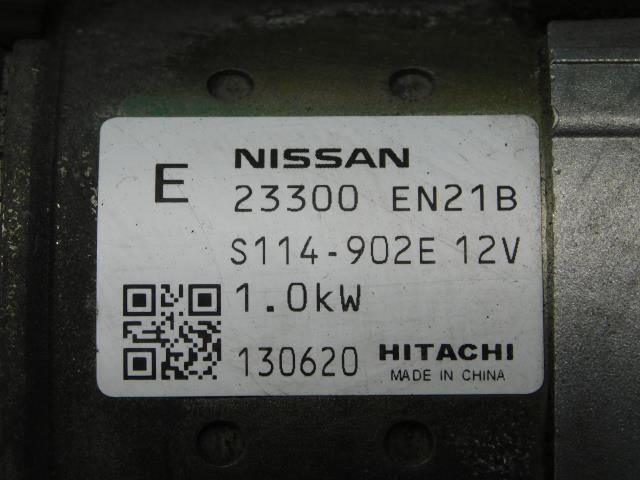 E NISSAN
23300 EN21B
S114-902E 12V
1.0kW
130620 HITACHI
MADE IN CHINA